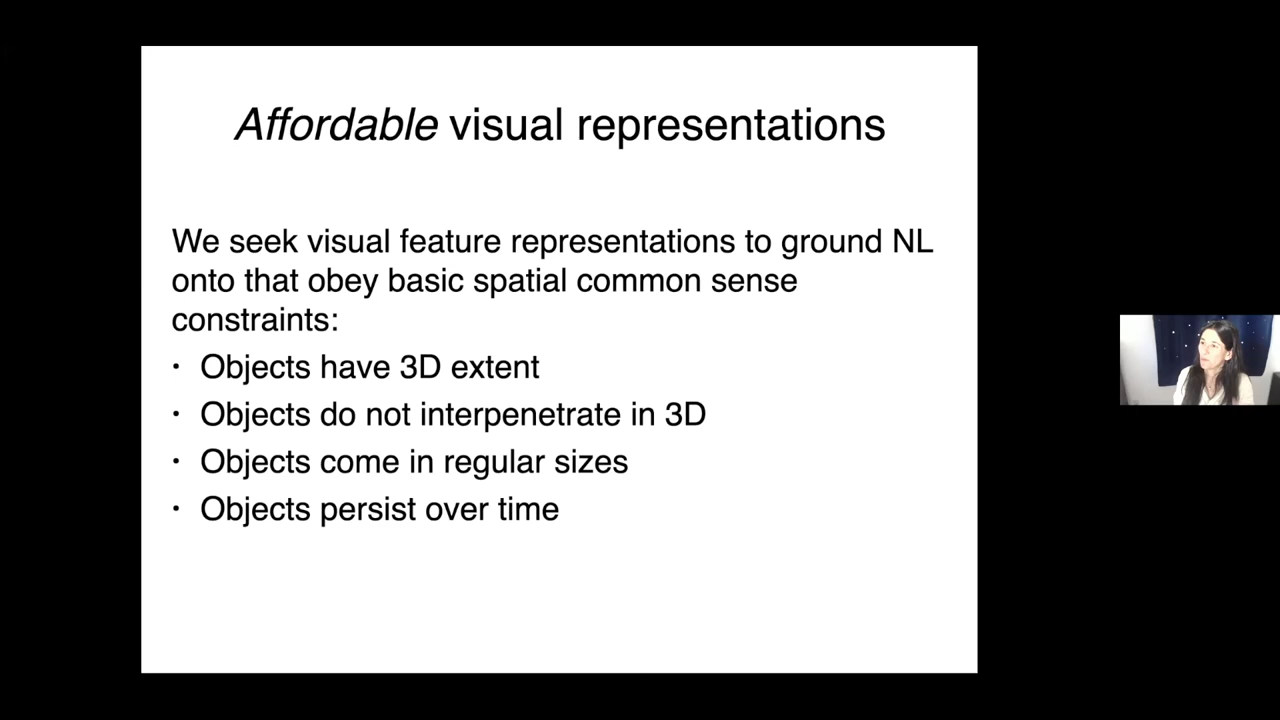 Affordable visual representations
We seek visual feature representations to ground NL
onto that obey basic spatial common sense
constraints:
· Objects have 3D extent
· Objects do not interpenetrate in 3D
· Objects come in regular sizes
· Objects persist over time